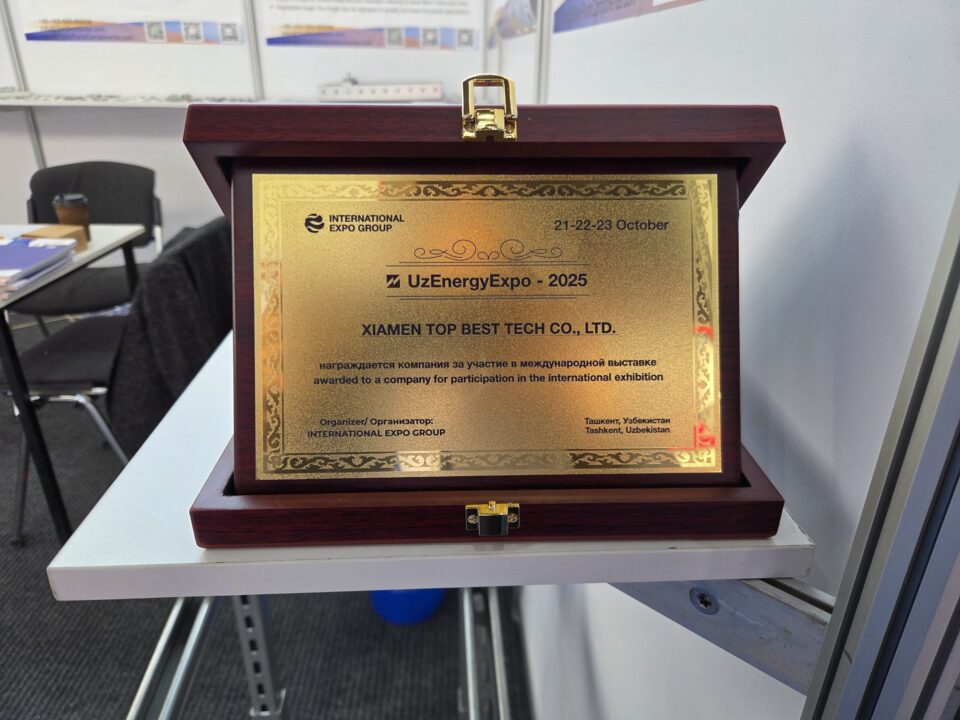 INTERNATIONAL
EXPO GROUP
21-22-23 October
UzEnergyExpo - 2025
XIAMEN TOP BEST TECH CO., LTD.
награждается компания за участие в международной выставке
awarded to a company for participation in the international exhibition
Organizer/ Организатор:
INTERNATIONAL EXPO GROUP
Ташкент, Узбекистан
Tashkent, Uzbekistan